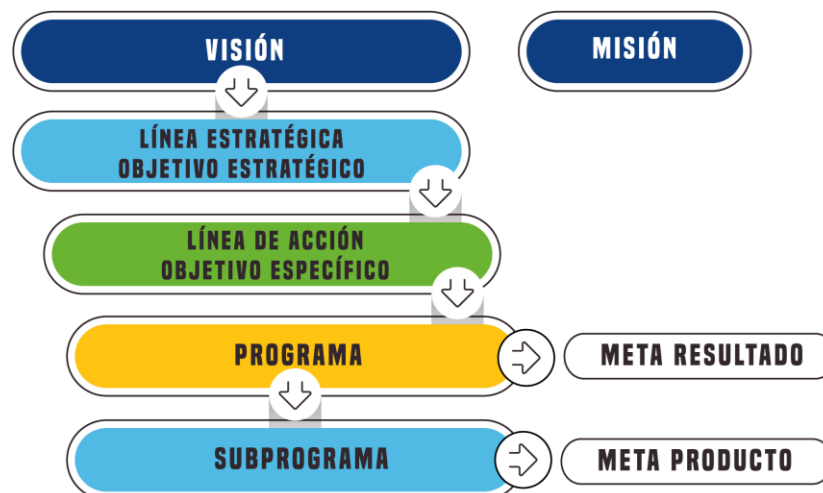 VISIÓN
MISIÓN
LÍNEA ESTRATÉGICA
OBJETIVO ESTRATÉGICO
LÍNEA DE ACCIÓN
OBJETIVO ESPECÍFICO
PROGRAMA
META RESULTADO
SUBPROGRAMA
META PRODUCTO